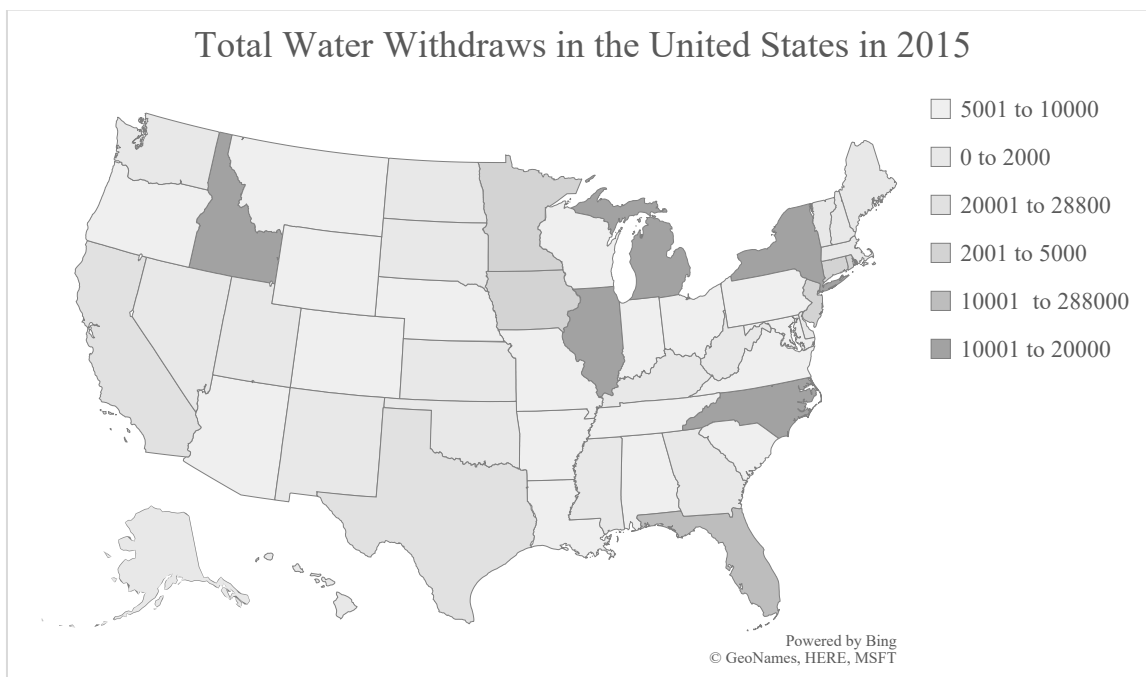 Total Water Withdraws in the United States in 2015
5001 to 10000
0 to 2000
20001 to 28800
2001 to 5000
10001  to 288000
10001 to 20000
Powered by Bing
© GeoNames, HERE, MSFT